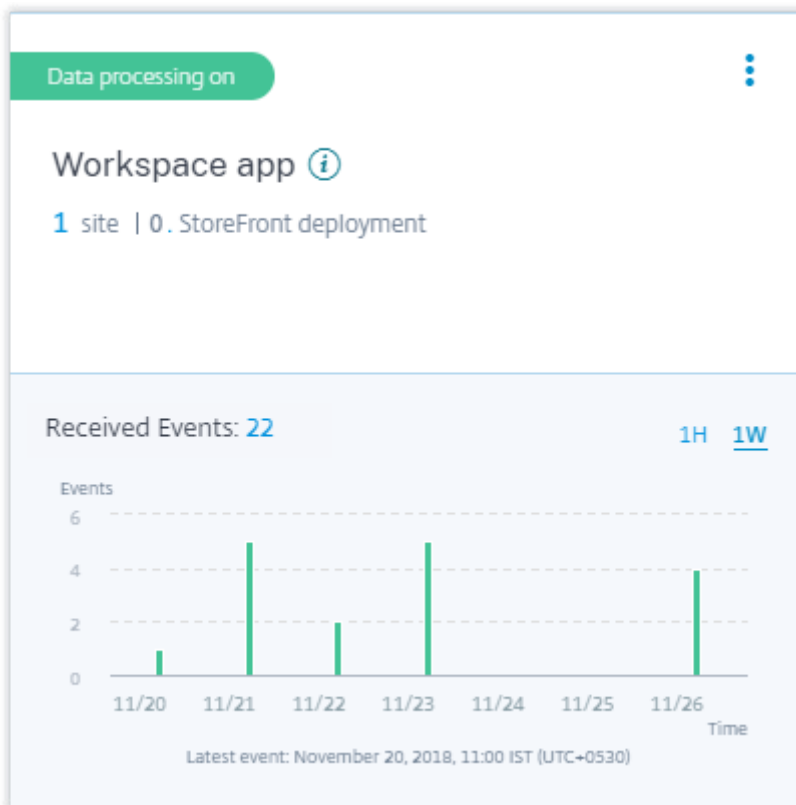 Data processing on
Workspace app i
1 site | 0. StoreFront deployment
Received Events: 22
1H 1W
Events
6
4
2
0
11/20 11/21 11/22 11/23 11/24 11/25 11/26
Time
Latest event: November 20, 2018, 11:00 IST (UTC+0530)